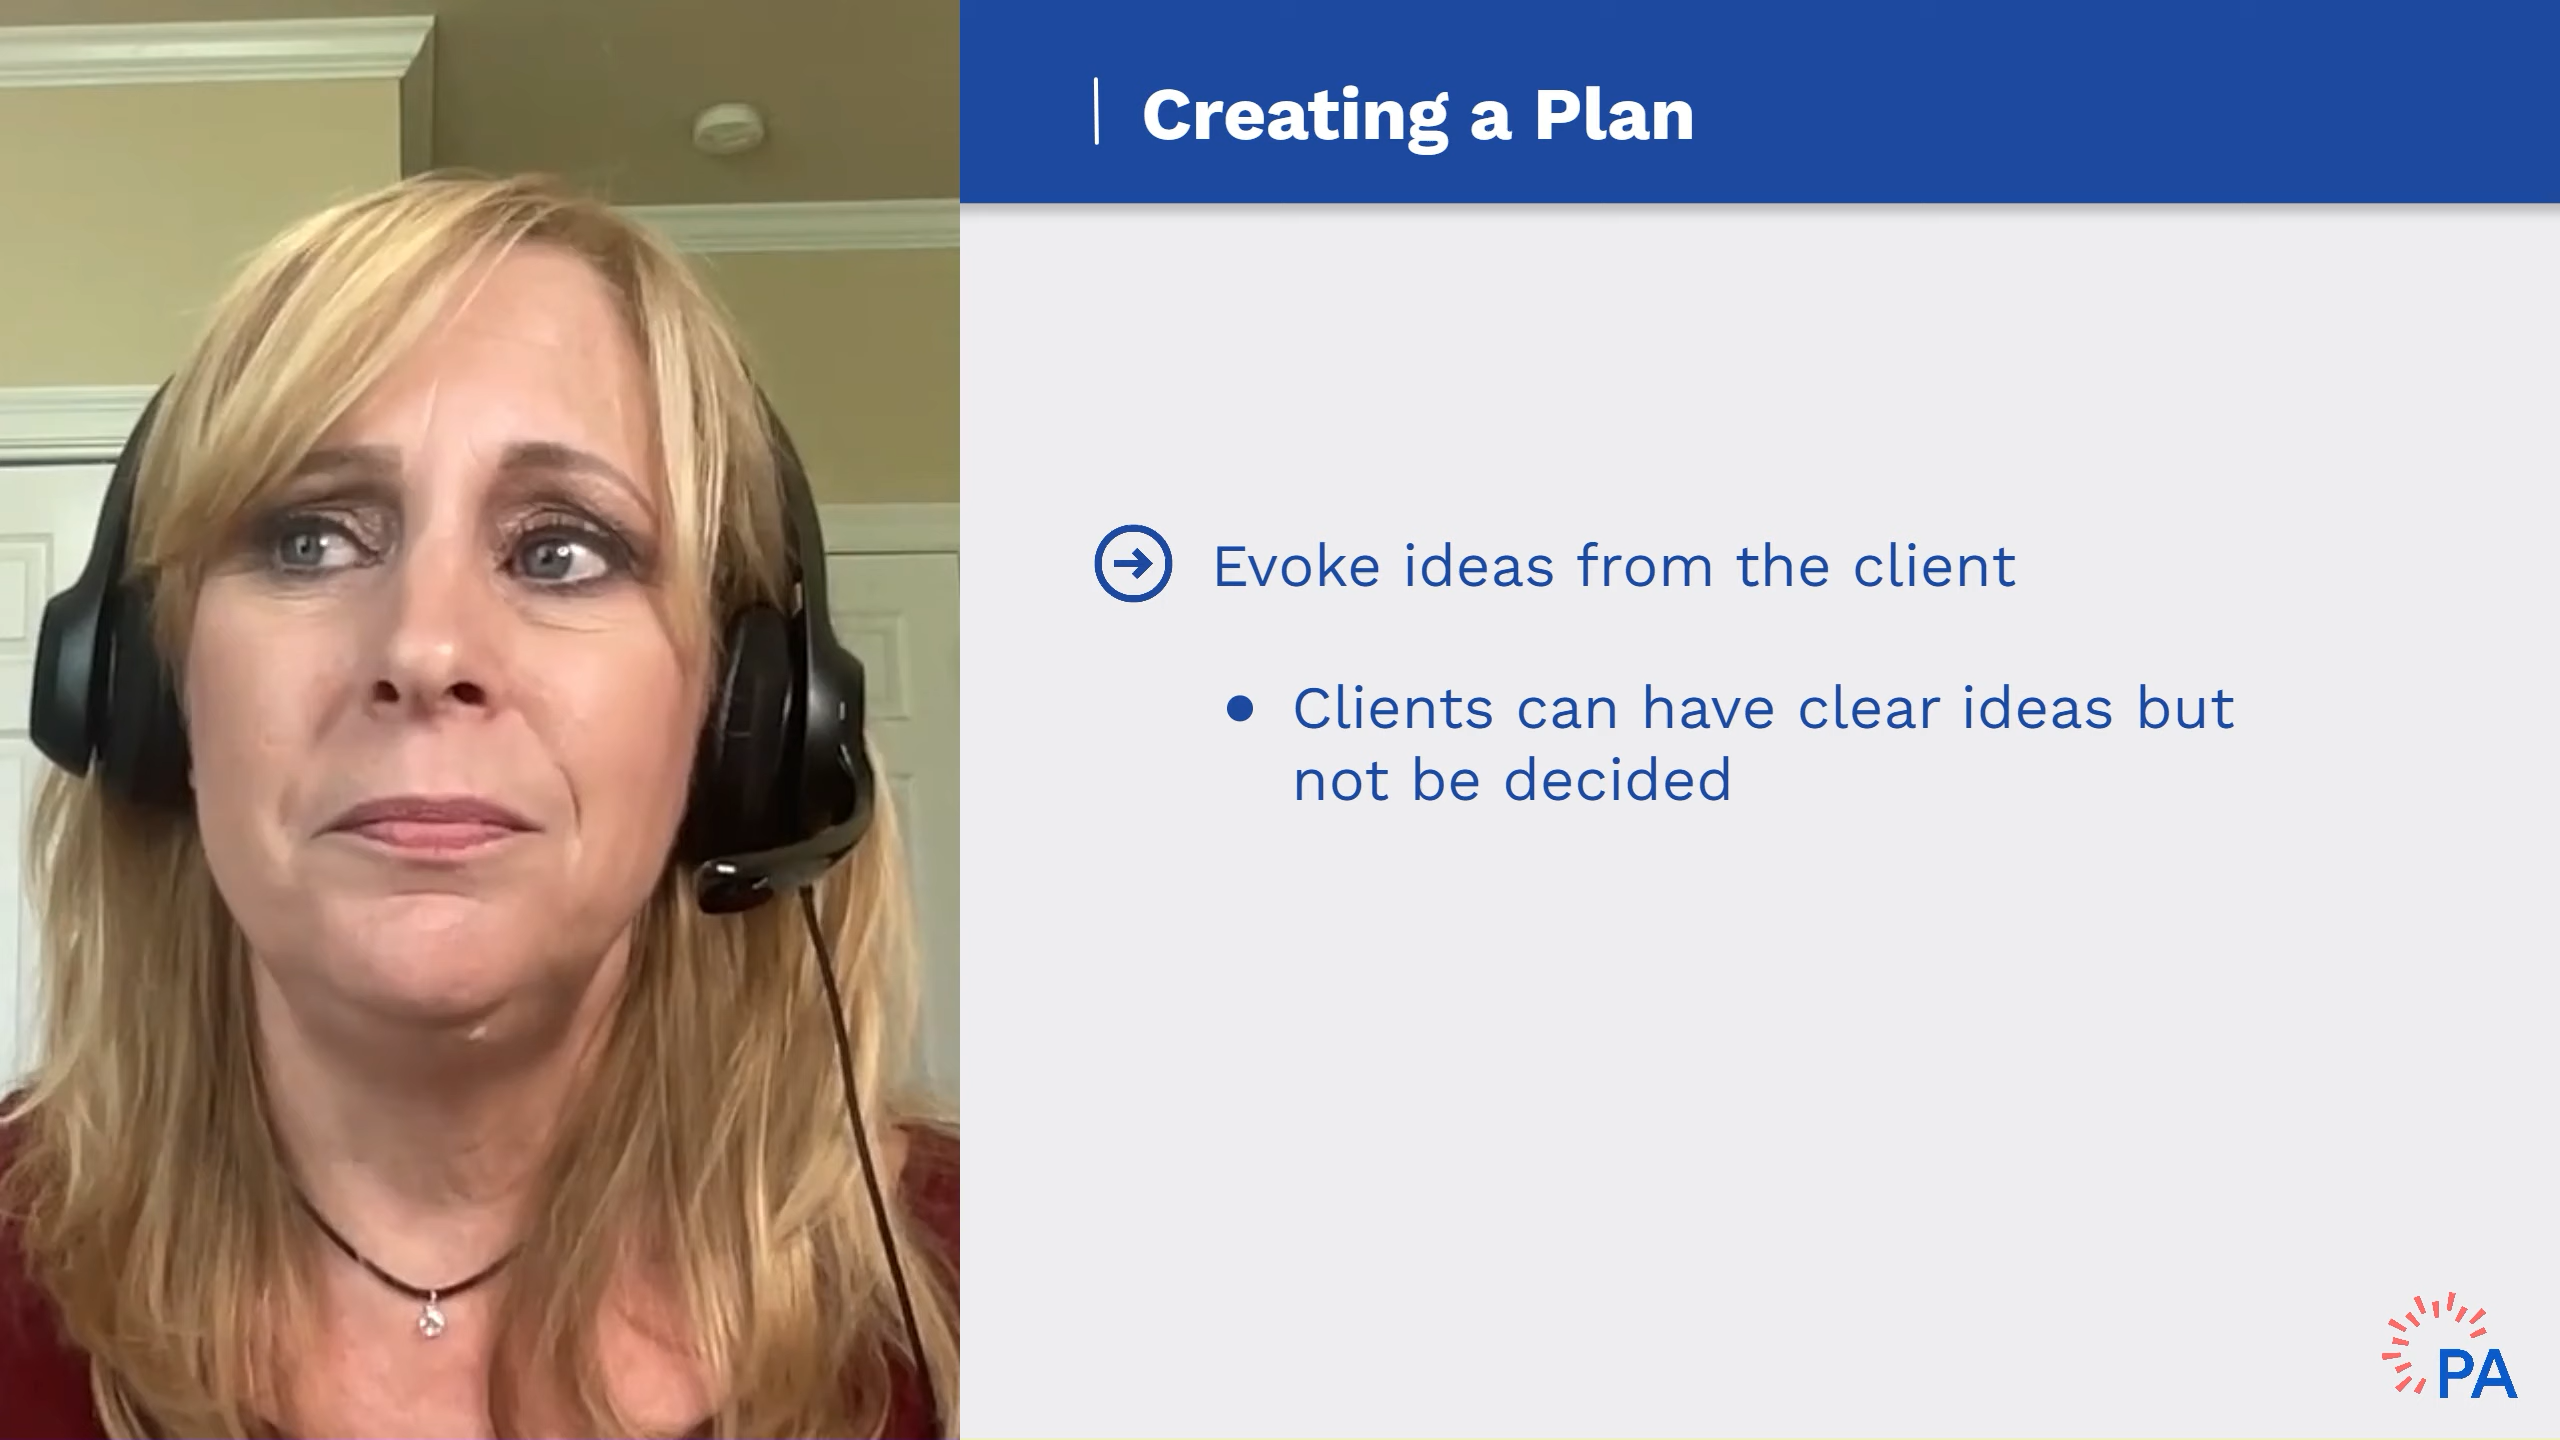 Creating a Plan
Evoke ideas from the client
Clients can have clear ideas but
not be decided
PA